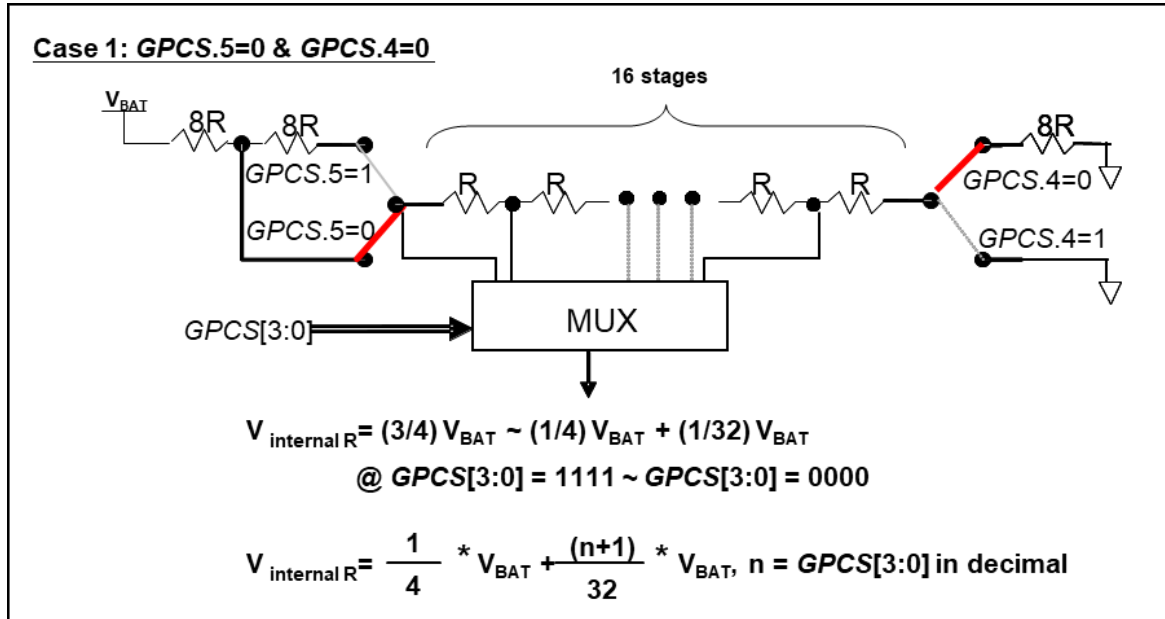 Case 1: GPCS.5=0 & GPCS.4=0
16 stages
VBAT
8R 8R 8R
GPCS.5=1
R R R R
GPCS.4=0
GPCS.5=0
GPCS.4=1
GPCS[3:0]
MUX
V internal R= (3/4) VBAT ~ (1/4) VBAT + (1/32) VBAT
@ GPCS[3:0] = 1111 ~ GPCS[3:0] = 0000
V internal R= 1/4 * VBAT + (n+1)/32 * VBAT, n = GPCS[3:0] in decimal